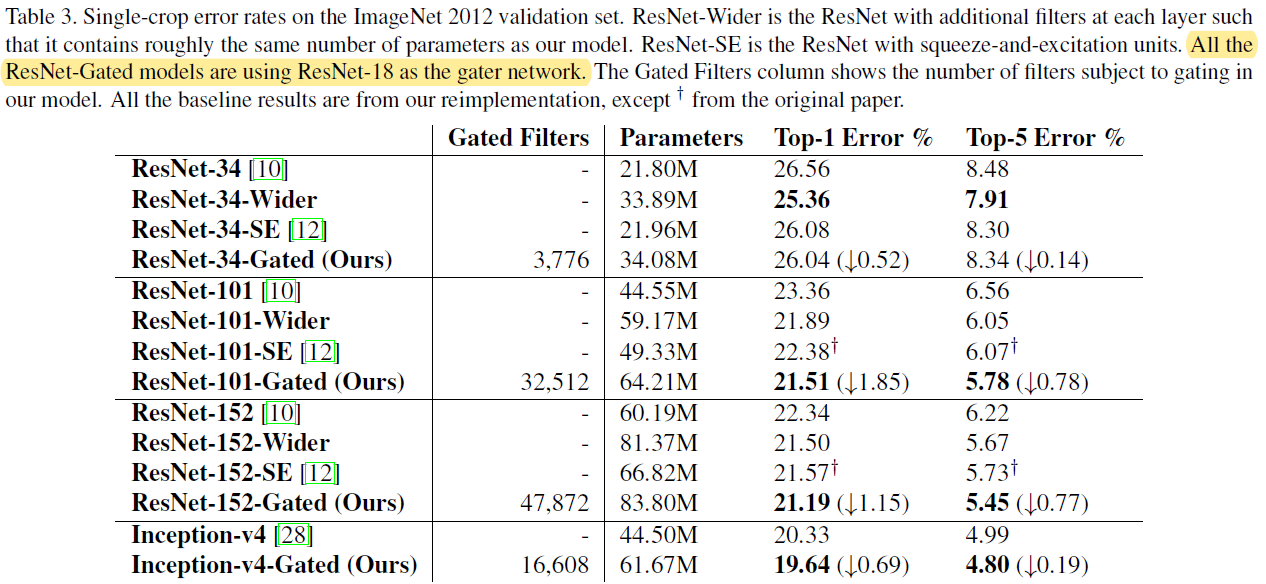 Table 3. Single-crop error rates on the ImageNet 2012 validation set. ResNet-Wider is the ResNet with additional filters at each layer such
that it contains roughly the same number of parameters as our model. ResNet-SE is the ResNet with squeeze-and-excitation units. All the
ResNet-Gated models are using ResNet-18 as the gater network. The Gated Filters column shows the number of filters subject to gating in
our model. All the baseline results are from our reimplementation, except † from the original paper.
Gated Filters Parameters Top-1 Error % Top-5 Error %
ResNet-34 [10] - 21.80M 26.56 8.48
ResNet-34-Wider - 33.89M 25.36 7.91
ResNet-34-SE [12] - 21.96M 26.08 8.30
ResNet-34-Gated (Ours) 3,776 34.08M 26.04 (↓0.52) 8.34 (↓0.14)
ResNet-101 [10] - 44.55M 23.36 6.56
ResNet-101-Wider - 59.17M 21.89 6.05
ResNet-101-SE [12] - 49.33M 22.38† 6.07†
ResNet-101-Gated (Ours) 32,512 64.21M 21.51 (↓1.85) 5.78 (↓0.78)
ResNet-152 [10] - 60.19M 22.34 6.22
ResNet-152-Wider - 81.37M 21.50 5.67
ResNet-152-SE [12] - 66.82M 21.57† 5.73†
ResNet-152-Gated (Ours) 47,872 83.80M 21.19 (↓1.15) 5.45 (↓0.77)
Inception-v4 [28] - 44.50M 20.33 4.99
Inception-v4-Gated (Ours) 16,608 61.67M 19.64 (↓0.69) 4.80 (↓0.19)